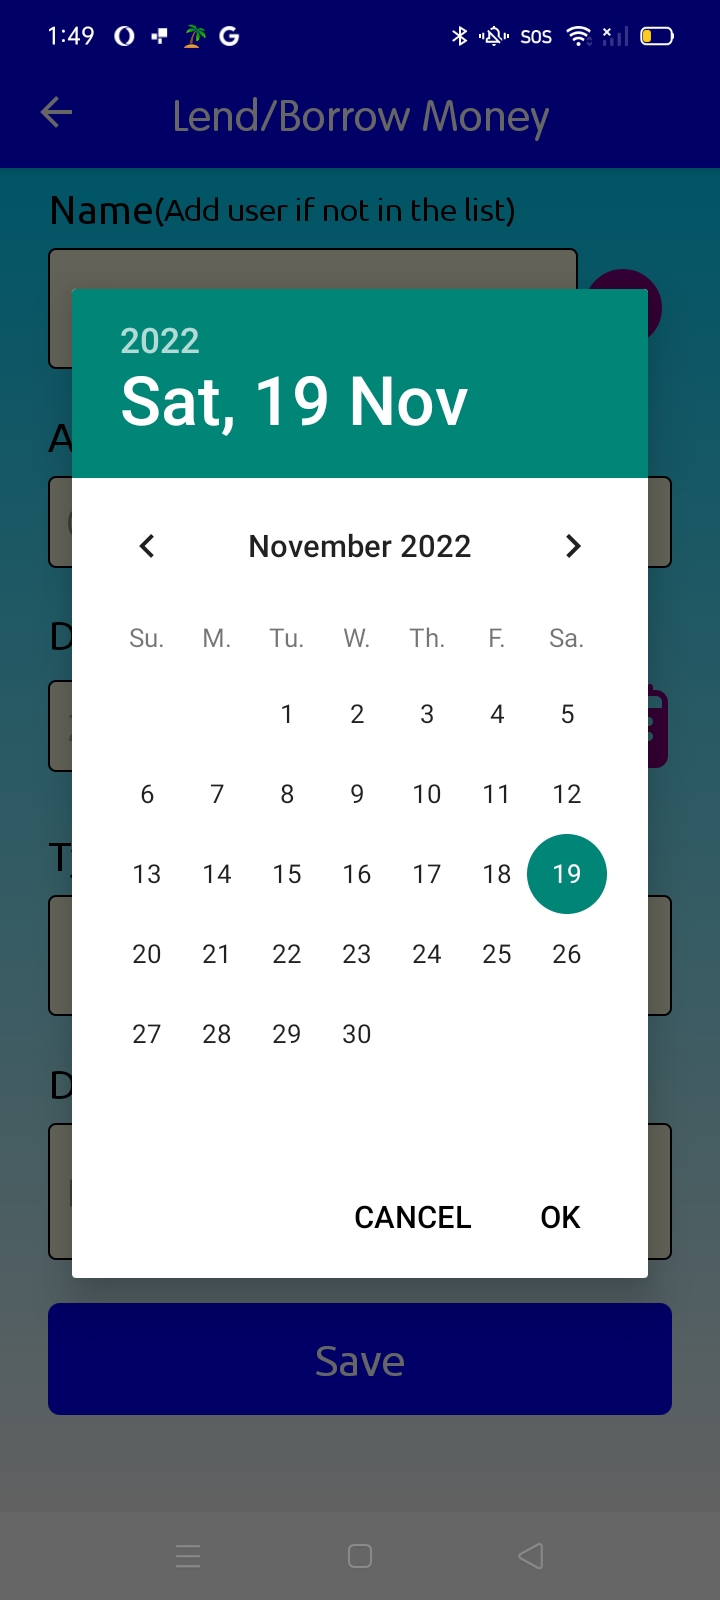 1:49 SOS
Lend/Borrow Money
Name(Add user if not in the list)
2022
Sat, 19 Nov
November 2022
Su. M. Tu. W. Th. F. Sa.
1 2 3 4 5
6 7 8 9 10 11 12
13 14 15 16 17 18 19
20 21 22 23 24 25 26
27 28 29 30
CANCEL OK
Save